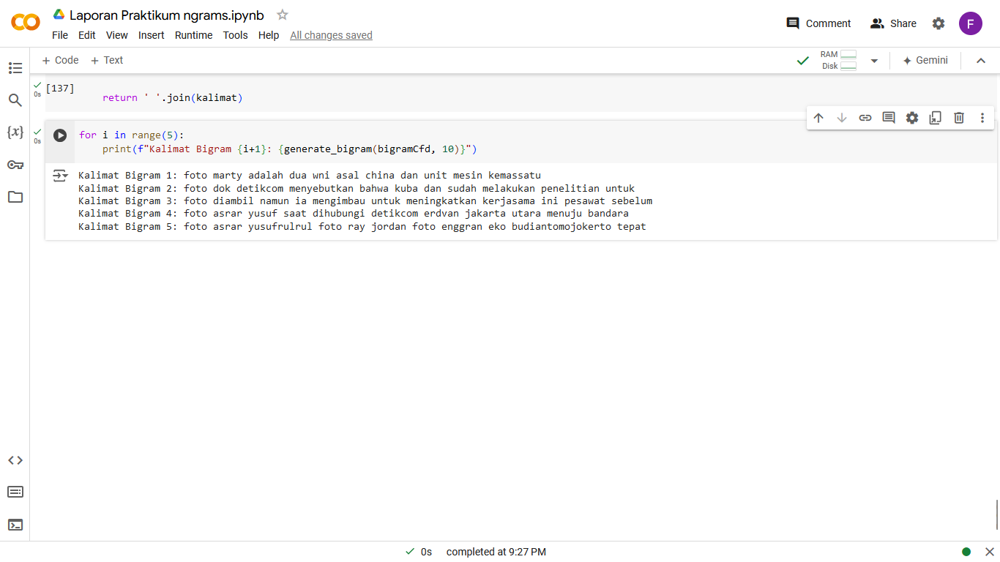 Laporan Praktikum ngrams.ipynb
Comment
Share
F
File Edit View Insert Runtime Tools Help All changes saved
+ Code + Text
RAM
Disk
Gemini
[137]
0s
return ' '.join(kalimat)
0s
for i in range(5):
print(f"Kalimat Bigram {i+1}: {generate_bigram(bigramCfd, 10)}")
Kalimat Bigram 1: foto marty adalah dua wni asal china dan unit mesin kemassatu
Kalimat Bigram 2: foto dok detikcom menyebutkan bahwa kuba dan sudah melakukan penelitian untuk
Kalimat Bigram 3: foto diambil namun ia mengimbau untuk meningkatkan kerjasama ini pesawat sebelum
Kalimat Bigram 4: foto asrar yusuf saat dihubungi detikcom erdvan jakarta utara menuju bandara
Kalimat Bigram 5: foto asrar yusufrulrul foto ray jordan foto enggran eko budiantomojokerto tepat
{x}
0s completed at 9:27 PM